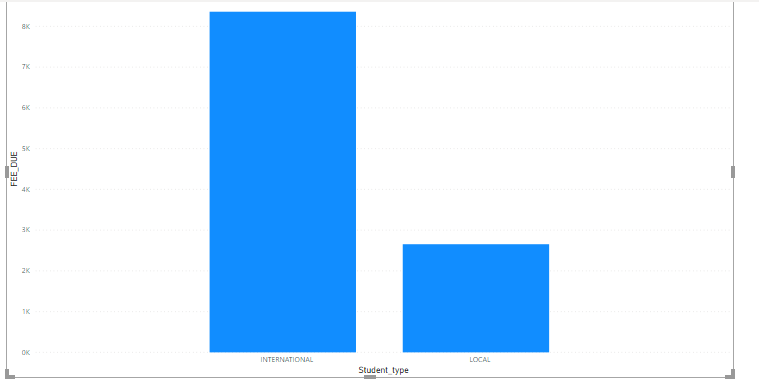 8K
7K
6K
5K
4K
3K
2K
1K
0K
FEE_DUE
INTERNATIONAL
LOCAL
Student_type